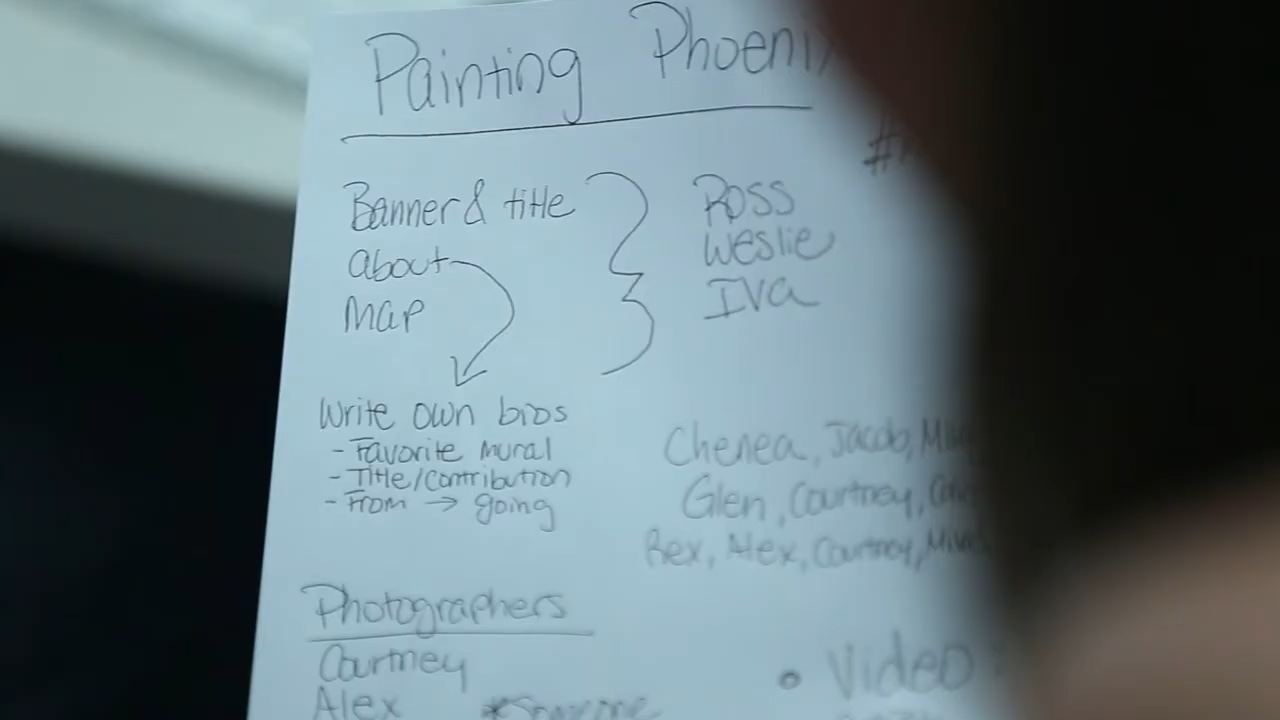 Painting Phoenix
#
Banner & title
about
map
Ross
Weslie
Iva
Write own bios
- Favorite mural
- Title/contribution
- From → going
Chenea, Jacob,
Glen, Courtney,
Rex, Alex, Courtney,
Photographers
Courtney
Alex
• Video